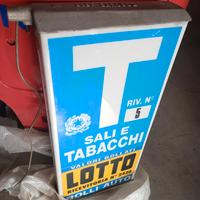 T
RIV. N°
5
SALI E
TABACCHI
VALORI BOLLATI
LOTTO
RICEVITORIA N°
BOLLI AUTO